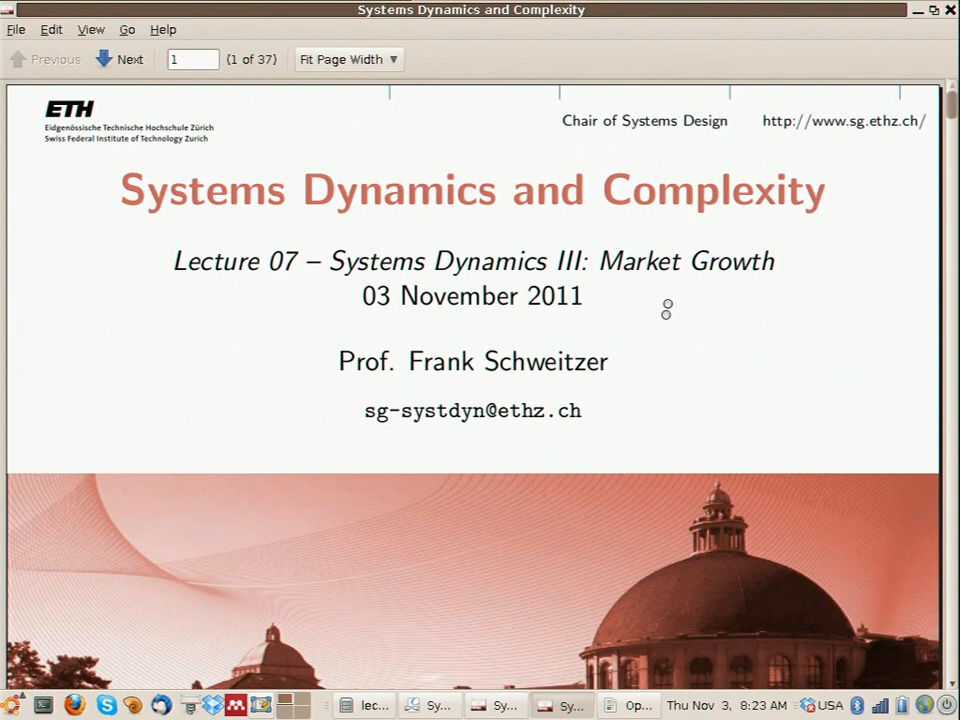 Systems Dynamics and Complexity
File Edit View Go Help
Previous Next 1 (1 of 37) Fit Page Width
ETH
Eidgenössische Technische Hochschule Zürich
Swiss Federal Institute of Technology Zurich
Chair of Systems Design http://www.sg.ethz.ch/
Systems Dynamics and Complexity
Lecture 07 – Systems Dynamics III: Market Growth
03 November 2011
Prof. Frank Schweitzer
sg-systdyn@ethz.ch
lec... Sy... Sy... Sy... Op... Thu Nov 3, 8:23 AM USA